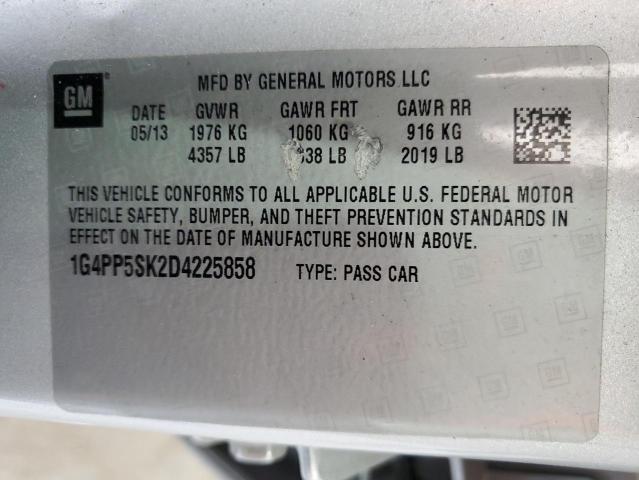 GM
MFD BY GENERAL MOTORS LLC
DATE GVWR GAWR FRT GAWR RR
05/13 1976 KG 1060 KG 916 KG
4357 LB 38 LB 2019 LB
THIS VEHICLE CONFORMS TO ALL APPLICABLE U.S. FEDERAL MOTOR
VEHICLE SAFETY, BUMPER, AND THEFT PREVENTION STANDARDS IN
EFFECT ON THE DATE OF MANUFACTURE SHOWN ABOVE.
1G4PP5SK2D4225858 TYPE: PASS CAR